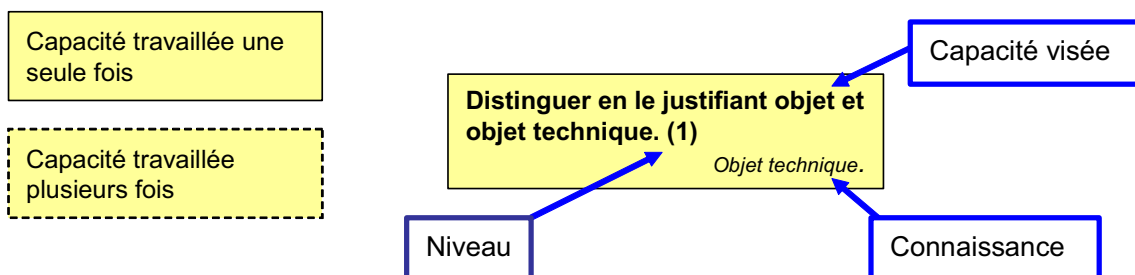 Capacité travaillée une
seule fois
Capacité visée
Distinguer en le justifiant objet et
objet technique. (1)
Objet technique.
Capacité travaillée
plusieurs fois
Niveau
Connaissance